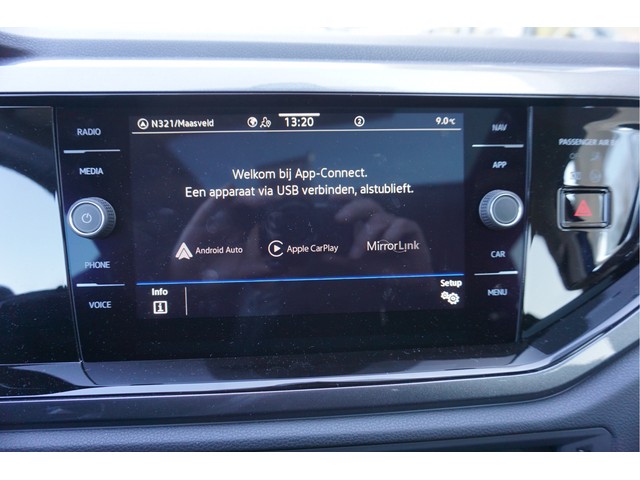 RADIO
MEDIA
PHONE
VOICE
N321/Maasveld
13:20
2
9.0°C
Welkom bij App-Connect.
Een apparaat via USB verbinden, alstublieft.
Android Auto
Apple CarPlay
MirrorLink
Info
Setup
NAV
APP
CAR
MENU
PASSENGER AIR